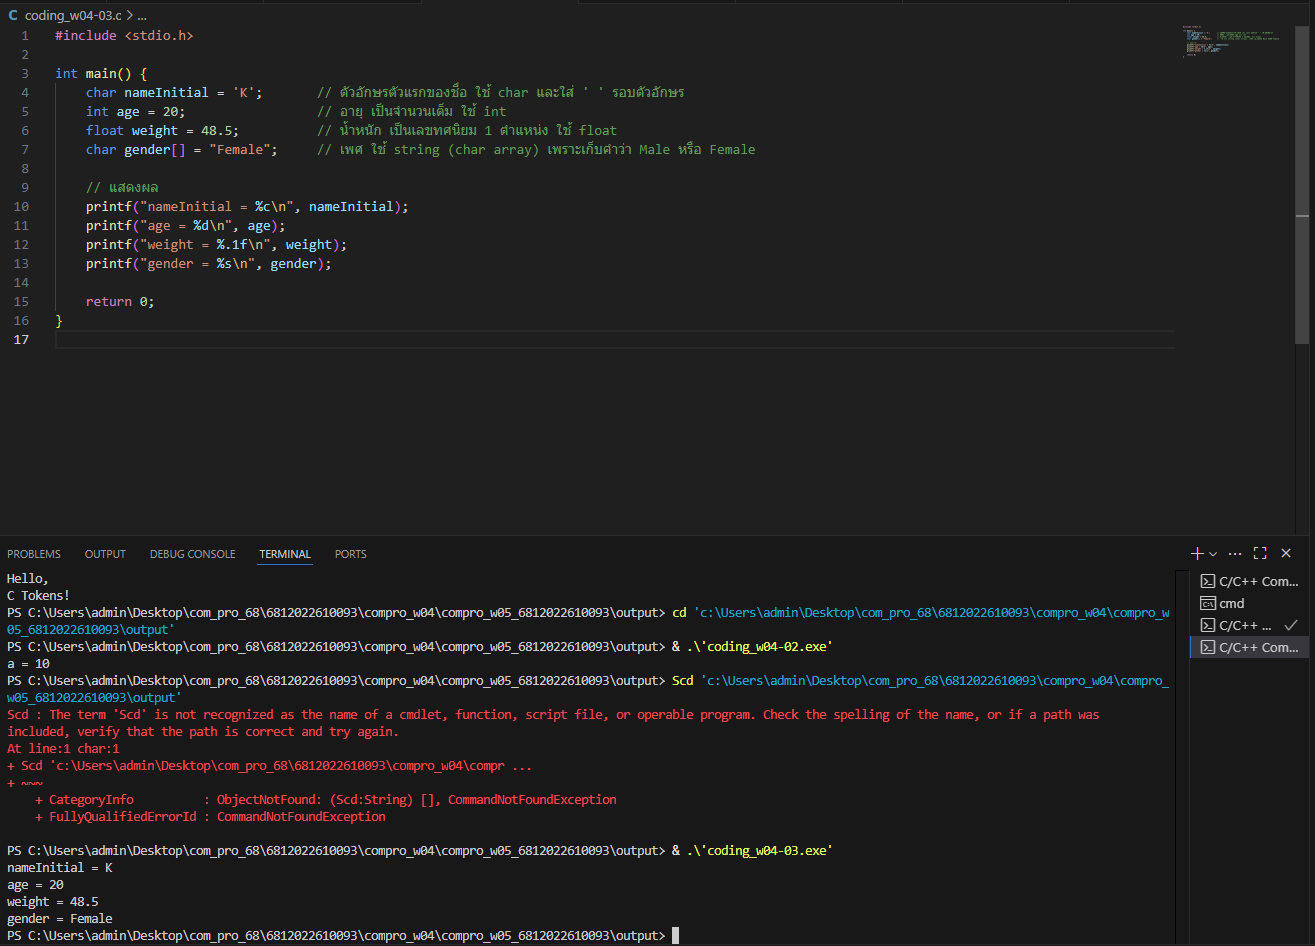 coding_w04-03.c > ...
1 #include <stdio.h>
2
3 int main() {
4     char nameInitial = 'K';       // ตัวอักษรตัวแรกของชื่อ ใช้ char และใส่ ' ' รอบตัวอักษร
5     int age = 20;                 // อายุ เป็นจำนวนเต็ม ใช้ int
6     float weight = 48.5;          // น้ำหนัก เป็นเลขทศนิยม 1 ตำแหน่ง ใช้ float
7     char gender[] = "Female";     // เพศ ใช้ string (char array) เพราะเก็บคำว่า Male หรือ Female
8
9     // แสดงผล
10     printf("nameInitial = %c\n", nameInitial);
11     printf("age = %d\n", age);
12     printf("weight = %.1f\n", weight);
13     printf("gender = %s\n", gender);
14
15     return 0;
16 }
17
PROBLEMS OUTPUT DEBUG CONSOLE TERMINAL PORTS
Hello,
C Tokens!
PS C:\Users\admin\Desktop\com_pro_68\6812022610093\compro_w04\compro_w05_6812022610093\output> cd 'c:\Users\admin\Desktop\com_pro_68\6812022610093\compro_w04\compro_w
05_6812022610093\output'
PS C:\Users\admin\Desktop\com_pro_68\6812022610093\compro_w04\compro_w05_6812022610093\output> & .\'coding_w04-02.exe'
a = 10
PS C:\Users\admin\Desktop\com_pro_68\6812022610093\compro_w04\compro_w05_6812022610093\output> Scd 'c:\Users\admin\Desktop\com_pro_68\6812022610093\compro_w04\compro_
w05_6812022610093\output'
Scd : The term 'Scd' is not recognized as the name of a cmdlet, function, script file, or operable program. Check the spelling of the name, or if a path was
included, verify that the path is correct and try again.
At line:1 char:1
+ Scd 'c:\Users\admin\Desktop\com_pro_68\6812022610093\compro_w04\compr ...
+ ~~~
    + CategoryInfo          : ObjectNotFound: (Scd:String) [], CommandNotFoundException
    + FullyQualifiedErrorId : CommandNotFoundException

PS C:\Users\admin\Desktop\com_pro_68\6812022610093\compro_w04\compro_w05_6812022610093\output> & .\'coding_w04-03.exe'
nameInitial = K
age = 20
weight = 48.5
gender = Female
PS C:\Users\admin\Desktop\com_pro_68\6812022610093\compro_w04\compro_w05_6812022610093\output>
C/C++ Com...
cmd
C/C++ ...
C/C++ Com...